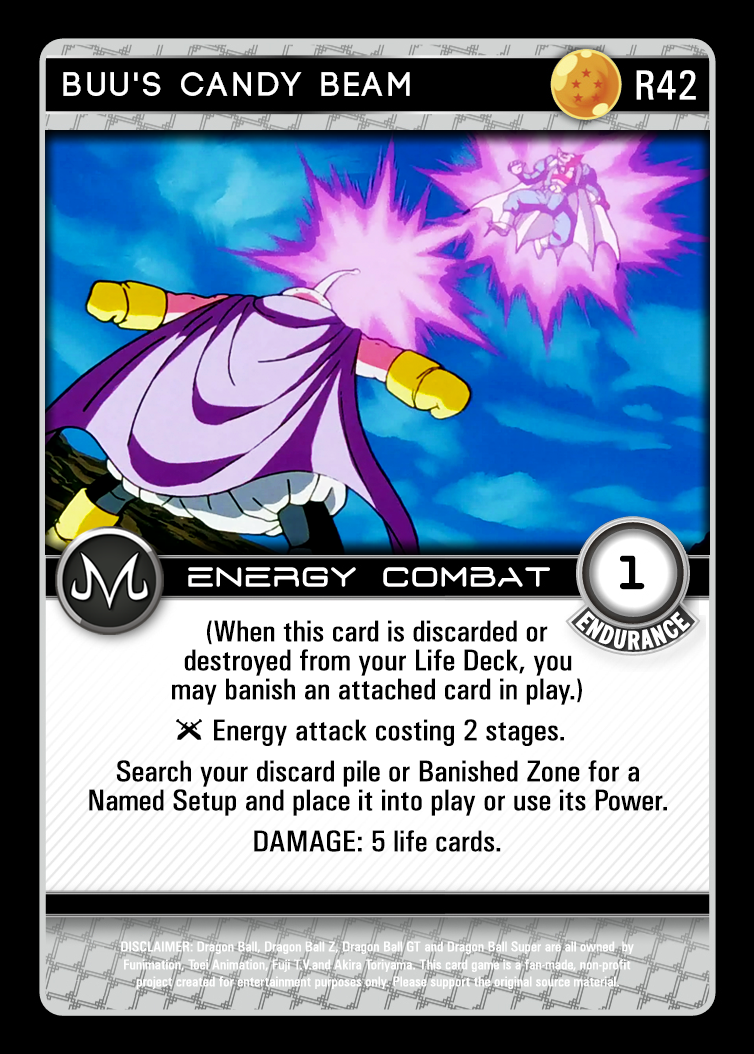 BUU'S CANDY BEAM
R42
ENERGY COMBAT
1
ENDURANCE
(When this card is discarded or
destroyed from your Life Deck, you
may banish an attached card in play.)
Energy attack costing 2 stages.
Search your discard pile or Banished Zone for a
Named Setup and place it into play or use its Power.
DAMAGE: 5 life cards.
DISCLAIMER: Dragon Ball, Dragon Ball Z, Dragon Ball GT and Dragon Ball Super are all owned by
Funimation, Toei Animation, Fuji T.V.and Akira Toriyama. This card game is a fan-made, non-profit
project created for entertainment purposes only. Please support the original source material.